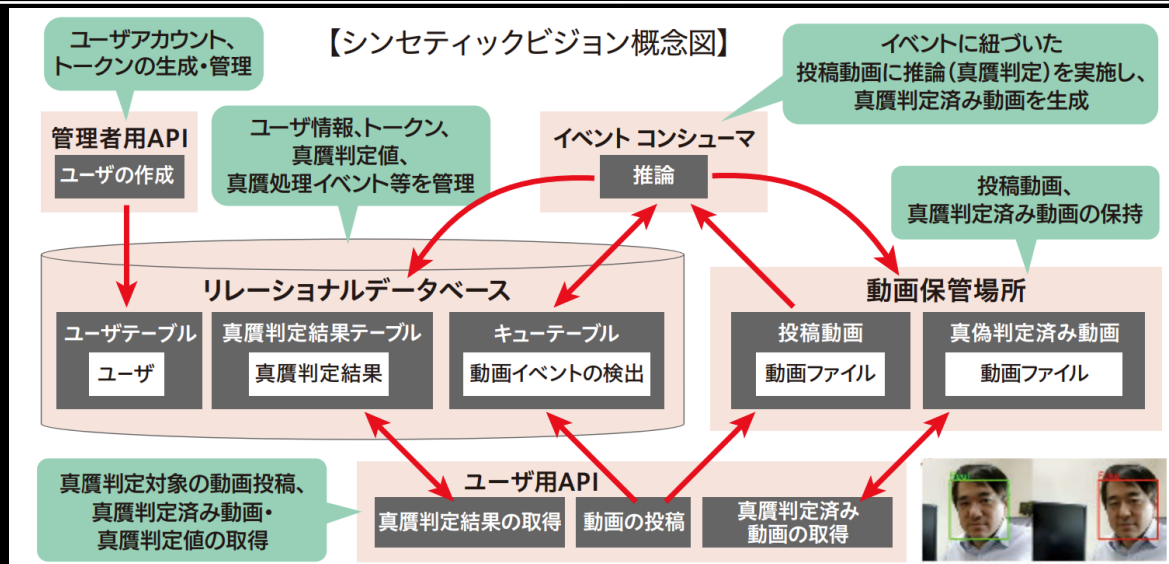 ユーザアカウント、
トークンの生成・管理
【シンセティックビジョン概念図】
イベントに紐づいた
投稿動画に推論(真贋判定)を実施し、
真贋判定済み動画を生成
管理者用API
ユーザの作成
ユーザ情報、トークン、
真贋判定値、
真贋処理イベント等を管理
イベント コンシューマ
推論
投稿動画、
真贋判定済み動画の保持
リレーショナルデータベース
ユーザテーブル
ユーザ
真贋判定結果テーブル
真贋判定結果
キューテーブル
動画イベントの検出
動画保管場所
投稿動画
動画ファイル
真偽判定済み動画
動画ファイル
真贋判定対象の動画投稿、
真贋判定済み動画・
真贋判定値の取得
ユーザ用API
真贋判定結果の取得
動画の投稿
真贋判定済み
動画の取得